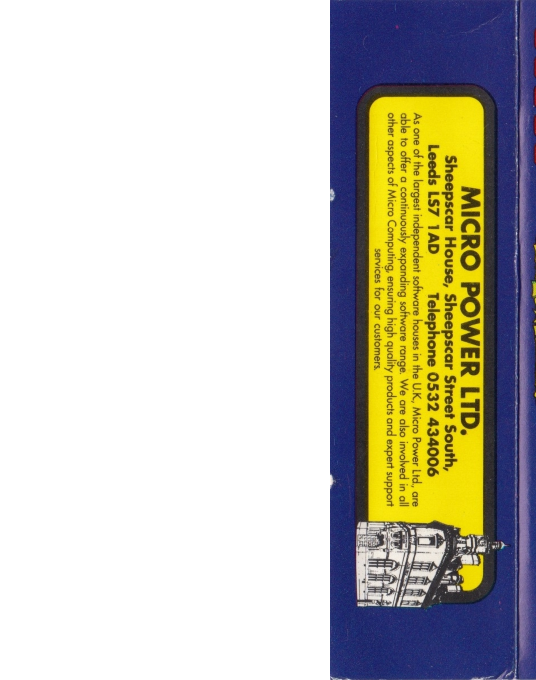 MICRO POWER LTD.
Sheepscar House, Sheepscar Street South,
Leeds LS7 1AD Telephone 0532 434006
As one of the largest independent software houses in the U.K., Micro Power Ltd., are
able to offer a continuously expanding software range. We are also involved in all
other aspects of Micro Computing, ensuring high quality products and expert support
services for our customers.